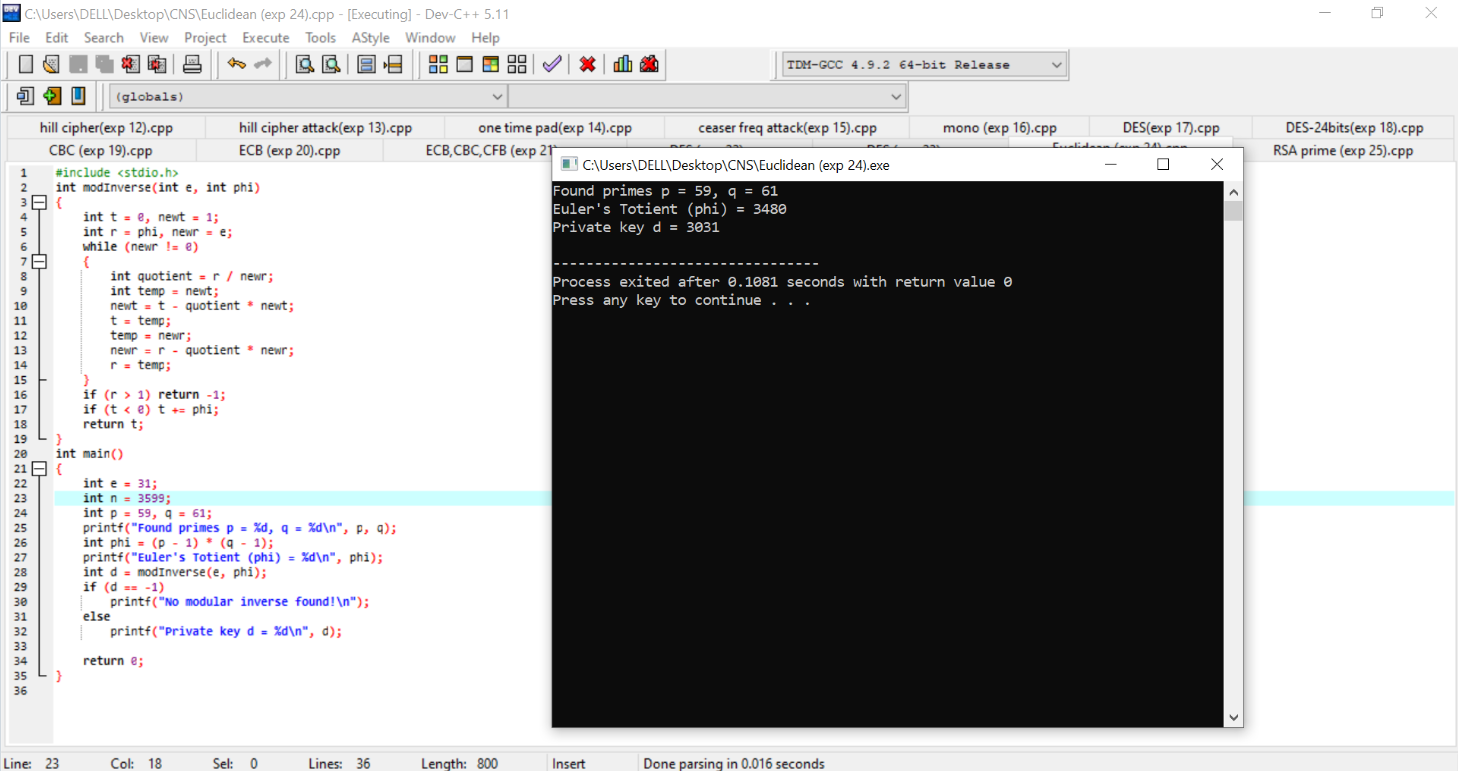 C:\Users\DELL\Desktop\CNS\Euclidean (exp 24).cpp - [Executing] - Dev-C++ 5.11
File Edit Search View Project Execute Tools AStyle Window Help
TDM-GCC 4.9.2 64-bit Release
(globals)
hill cipher(exp 12).cpp hill cipher attack(exp 13).cpp one time pad(exp 14).cpp ceaser freq attack(exp 15).cpp mono (exp 16).cpp DES(exp 17).cpp DES-24bits(exp 18).cpp
CBC (exp 19).cpp ECB (exp 20).cpp ECB,CBC,CFB (exp 21 RSA prime (exp 25).cpp
1 #include <stdio.h>
2 int modInverse(int e, int phi)
3 {
4 int t = 0, newt = 1;
5 int r = phi, newr = e;
6 while (newr != 0)
7 {
8 int quotient = r / newr;
9 int temp = newt;
10 newt = t - quotient * newt;
11 t = temp;
12 temp = newr;
13 newr = r - quotient * newr;
14 r = temp;
15 }
16 if (r > 1) return -1;
17 if (t < 0) t += phi;
18 return t;
19 }
20 int main()
21 {
22 int e = 31;
23 int n = 3599;
24 int p = 59, q = 61;
25 printf("Found primes p = %d, q = %d\n", p, q);
26 int phi = (p - 1) * (q - 1);
27 printf("Euler's Totient (phi) = %d\n", phi);
28 int d = modInverse(e, phi);
29 if (d == -1)
30 printf("No modular inverse found!\n");
31 else
32 printf("Private key d = %d\n", d);
33
34 return 0;
35 }
36
C:\Users\DELL\Desktop\CNS\Euclidean (exp 24).exe
Found primes p = 59, q = 61
Euler's Totient (phi) = 3480
Private key d = 3031
--------------------------------
Process exited after 0.1081 seconds with return value 0
Press any key to continue . . .
Line: 23 Col: 18 Sel: 0 Lines: 36 Length: 800 Insert Done parsing in 0.016 seconds